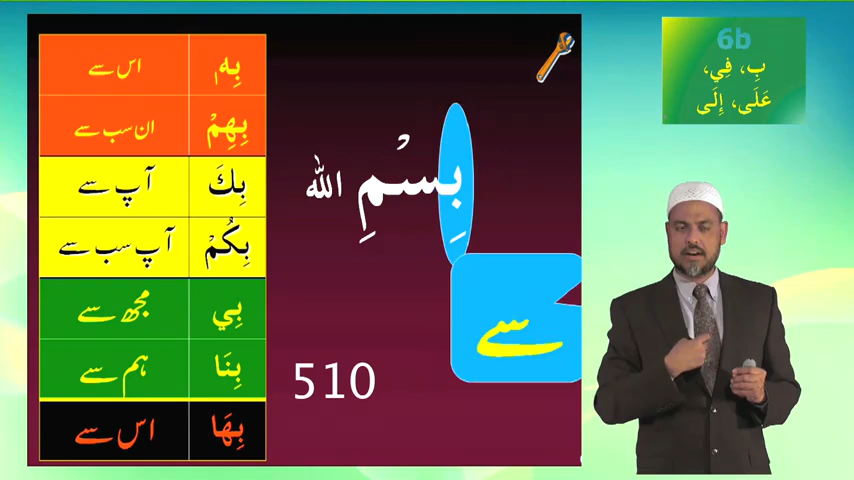 6b
بِ، فِي،
عَلَى، إِلَى
بِهٖ اس سے
بِهِمْ ان سب سے
بِكَ آپ سے
بِكُمْ آپ سب سے
بِي مجھ سے
بِنَا ہم سے
بِهَا اس سے
بِسْمِ الله
سے
510